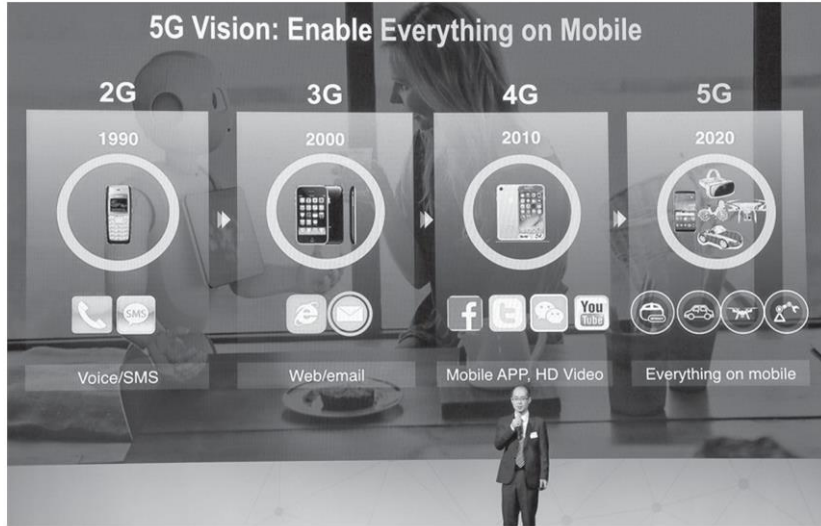 5G Vision: Enable Everything on Mobile
2G
3G
4G
5G
1990
2000
2010
2020
SMS
You
Tube
Voice/SMS
Web/email
Mobile APP, HD Video
Everything on mobile